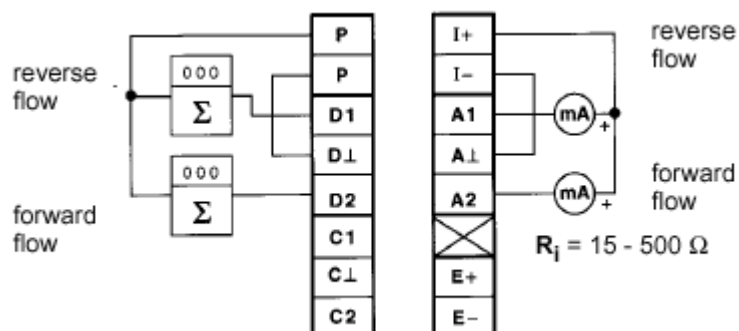 reverse
flow
000
Σ
000
Σ
forward
flow
P
P
D1
D⊥
D2
C1
C⊥
C2
I+
I−
A1
A⊥
A2
E+
E−
mA
+
mA
+
reverse
flow
forward
flow
Ri = 15 - 500 Ω